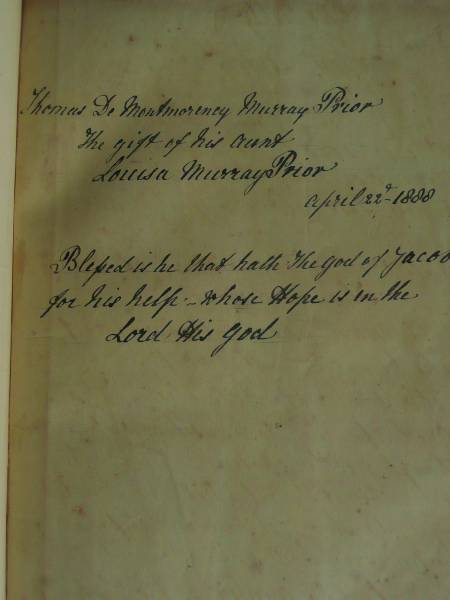 Thomas De Montmorency Murray Prior
The gift of his Aunt
Louisa Murray Prior
April 22d - 1888
Blessed is he that hath the God of Jacob
for his help - whose Hope is in the
Lord His God